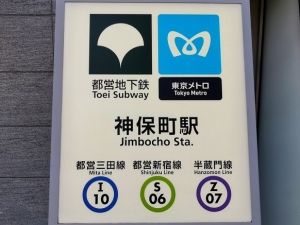 都営地下鉄
Toei Subway
東京メトロ
Tokyo Metro
神保町駅
Jimbocho Sta.
都営三田線 都営新宿線 半蔵門線
Mita Line Shinjuku Line Hanzomon Line
I S Z
10 06 07